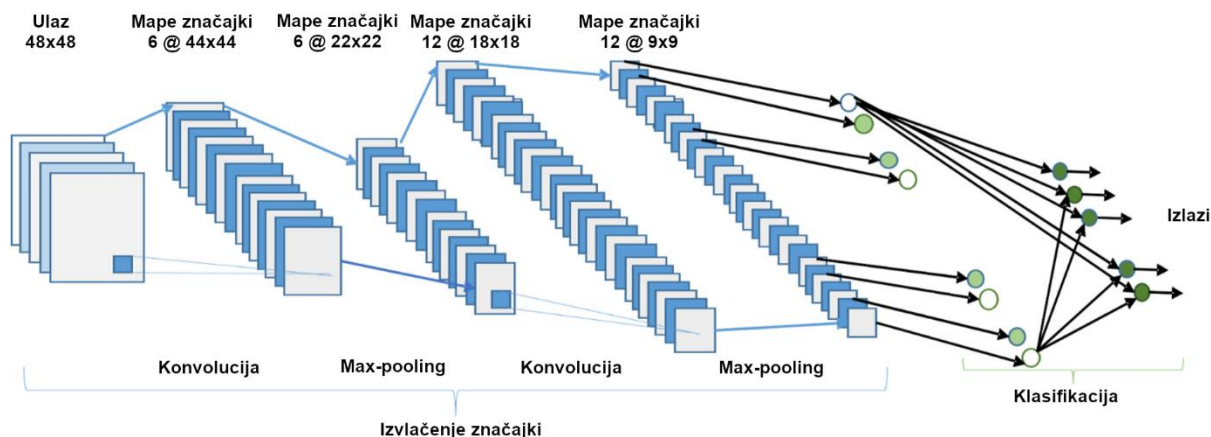 Ulaz
48x48
Mape značajki
6 @ 44x44
Mape značajki
6 @ 22x22
Mape značajki
12 @ 18x18
Mape značajki
12 @ 9x9
Izlazi
Konvolucija
Max-pooling
Konvolucija
Max-pooling
Klasifikacija
Izvlačenje značajki